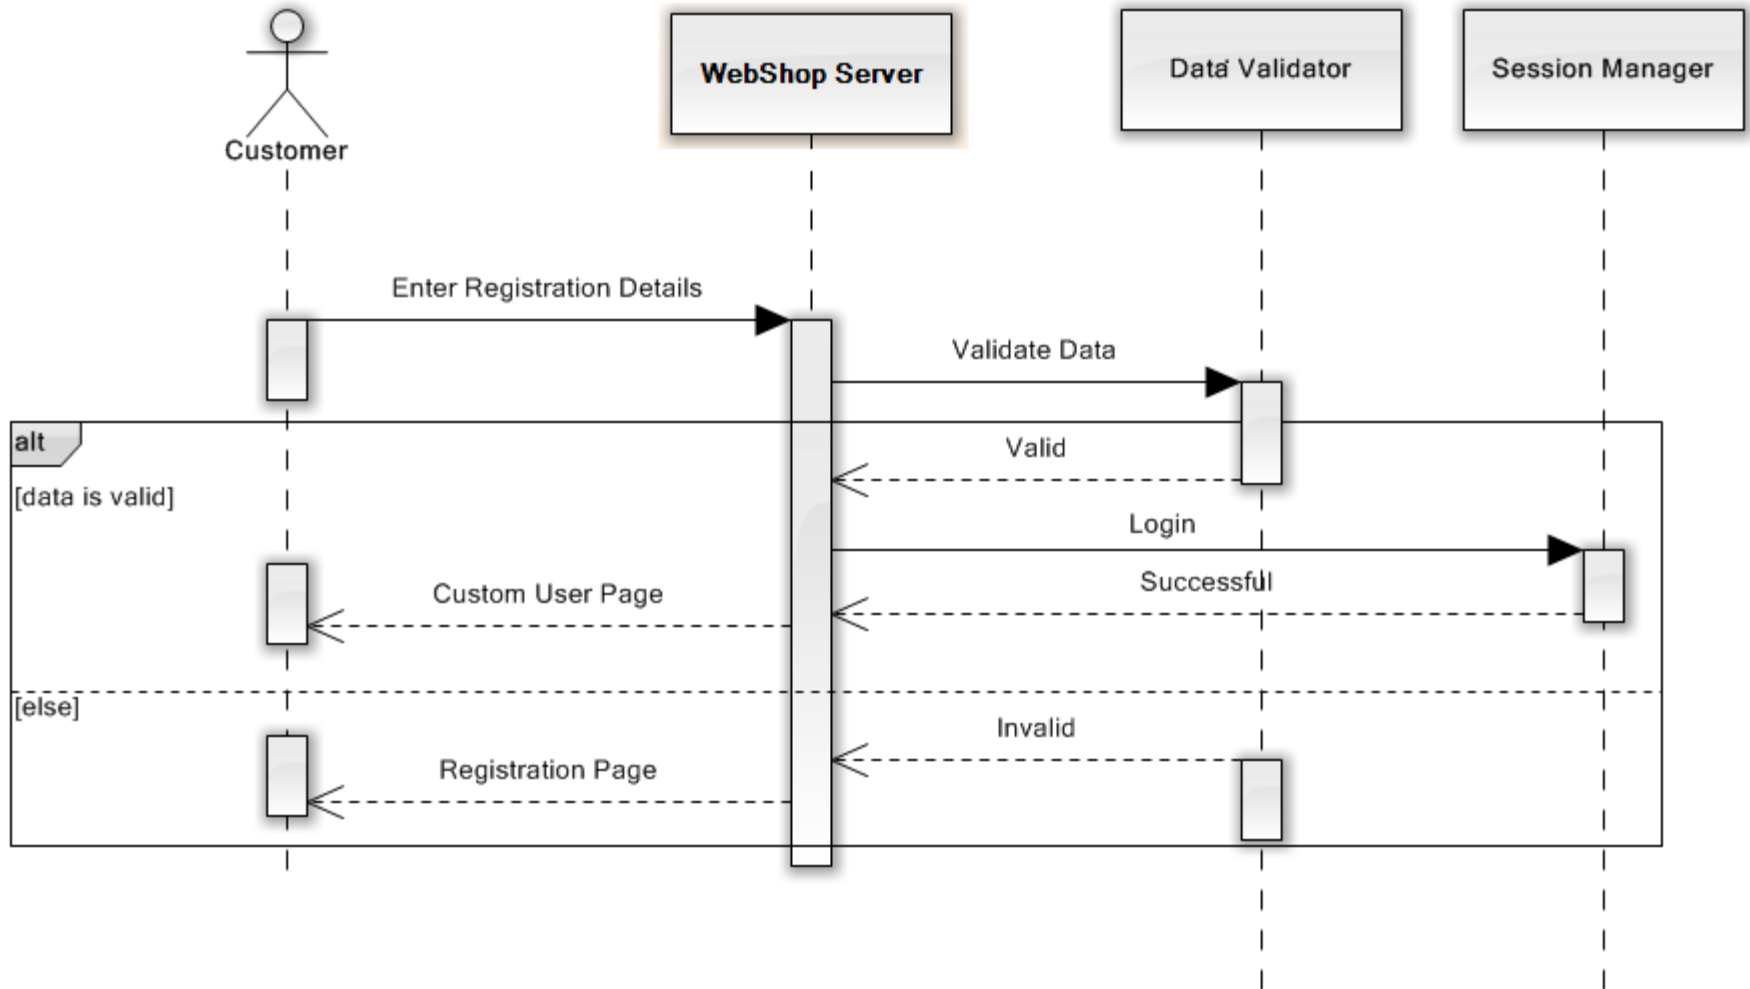 Customer
WebShop Server
Data Validator
Session Manager
Enter Registration Details
Validate Data
alt
[data is valid]
Valid
Login
Successful
Custom User Page
[else]
Invalid
Registration Page